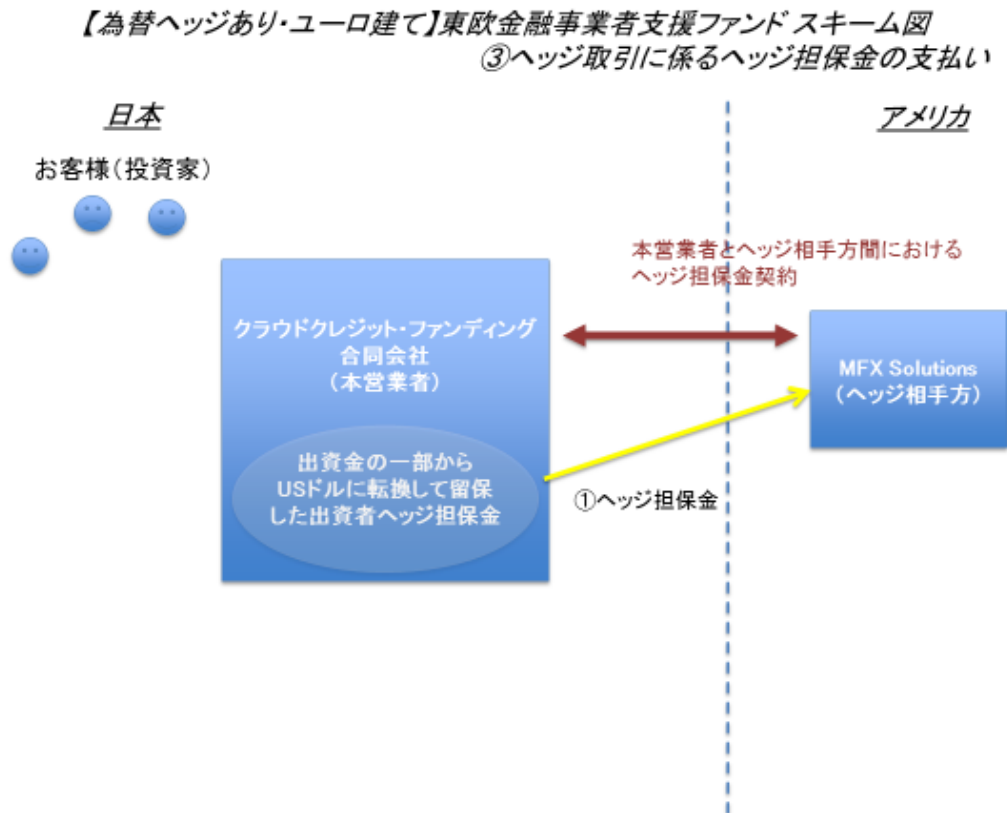 【為替ヘッジあり・ユーロ建て】東欧金融事業者支援ファンド スキーム図
③ヘッジ取引に係るヘッジ担保金の支払い
日本
アメリカ
お客様（投資家）
本営業者とヘッジ相手方間における
ヘッジ担保金契約
クラウドクレジット・ファンディング
合同会社
（本営業者）
MFX Solutions
（ヘッジ相手方）
出資金の一部から
USドルに転換して留保
した出資者ヘッジ担保金
①ヘッジ担保金